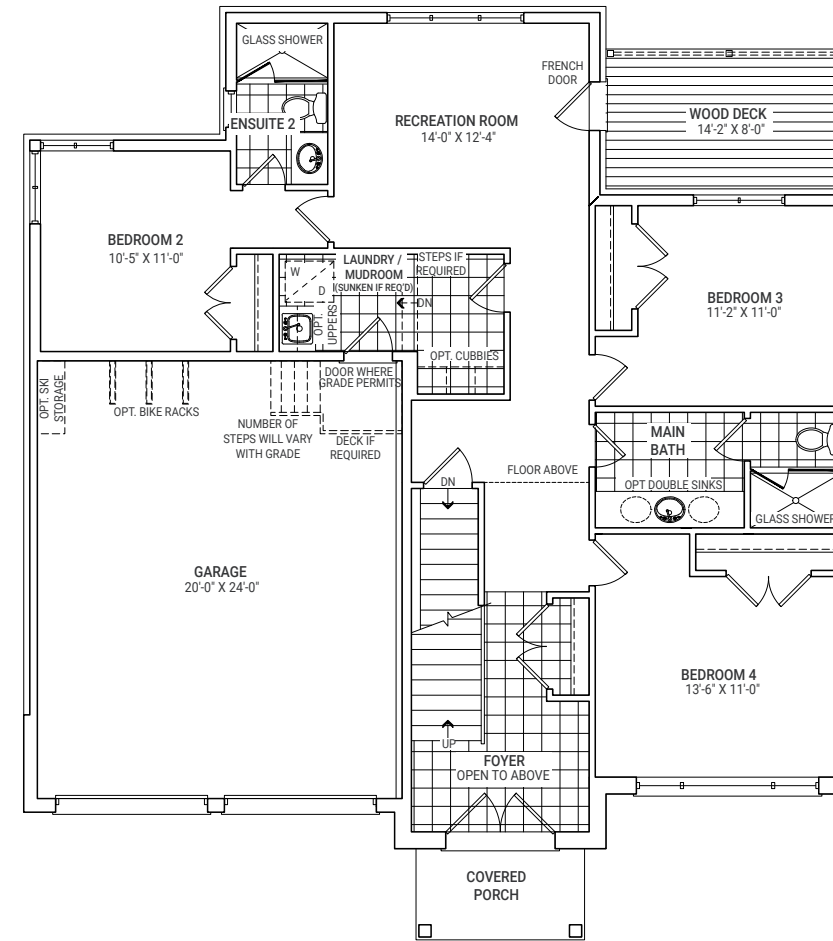 GLASS SHOWER
FRENCH
DOOR
ENSUITE 2
RECREATION ROOM
14'-0" X 12'-4"
WOOD DECK
14'-2" X 8'-0"
BEDROOM 2
10'-5" X 11'-0"
W
D
LAUNDRY /
MUDROOM
(SUNKEN IF REQ'D)
STEPS IF
REQUIRED
DN
OPT.
UPPERS
OPT. CUBBIES
BEDROOM 3
11'-2" X 11'-0"
OPT. SKI
STORAGE
OPT. BIKE RACKS
DOOR WHERE
GRADE PERMITS
NUMBER OF
STEPS WILL VARY
WITH GRADE
DECK IF
REQUIRED
MAIN
BATH
OPT DOUBLE SINKS
GLASS SHOWER
FLOOR ABOVE
DN
GARAGE
20'-0" X 24'-0"
BEDROOM 4
13'-6" X 11'-0"
UP
FOYER
OPEN TO ABOVE
COVERED
PORCH